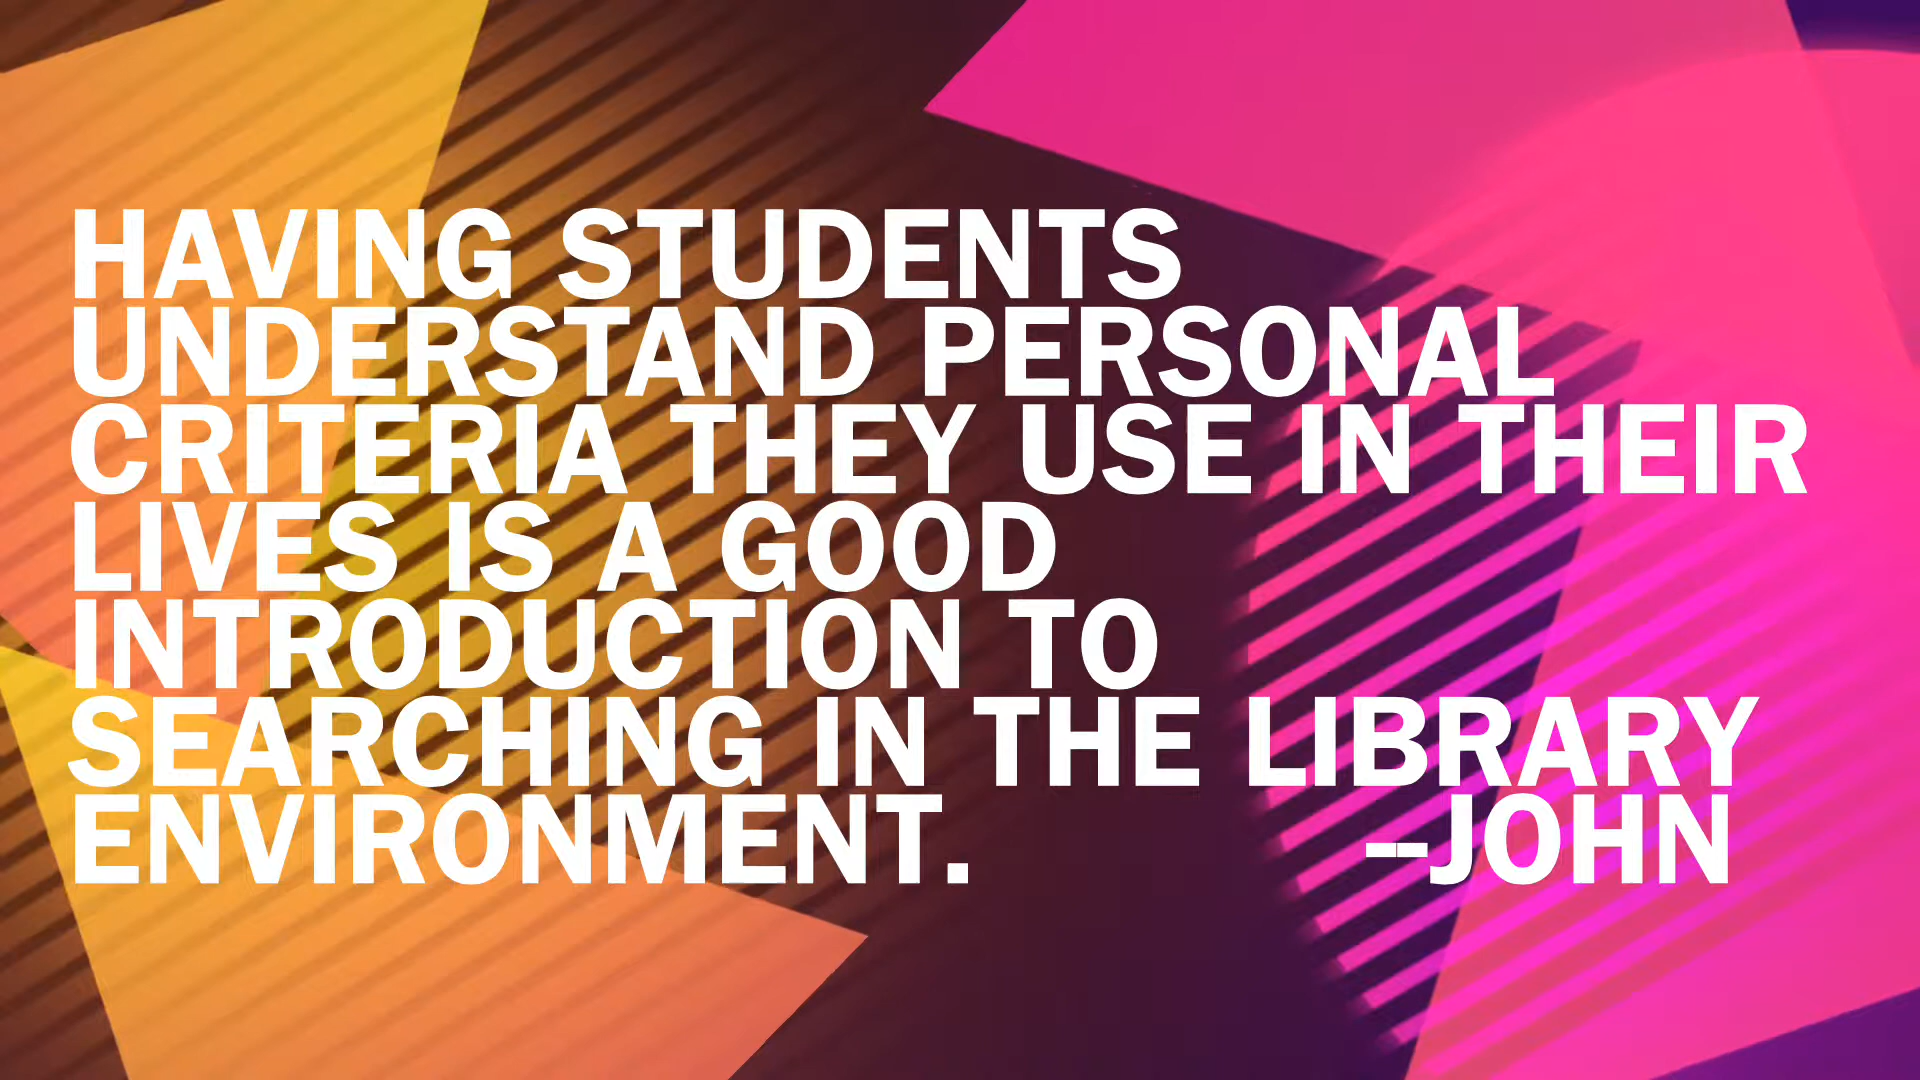 HAVING STUDENTS
UNDERSTAND PERSONAL
CRITERIA THEY USE IN THEIR
LIVES IS A GOOD
INTRODUCTION TO
SEARCHING IN THE LIBRARY
ENVIRONMENT. --JOHN